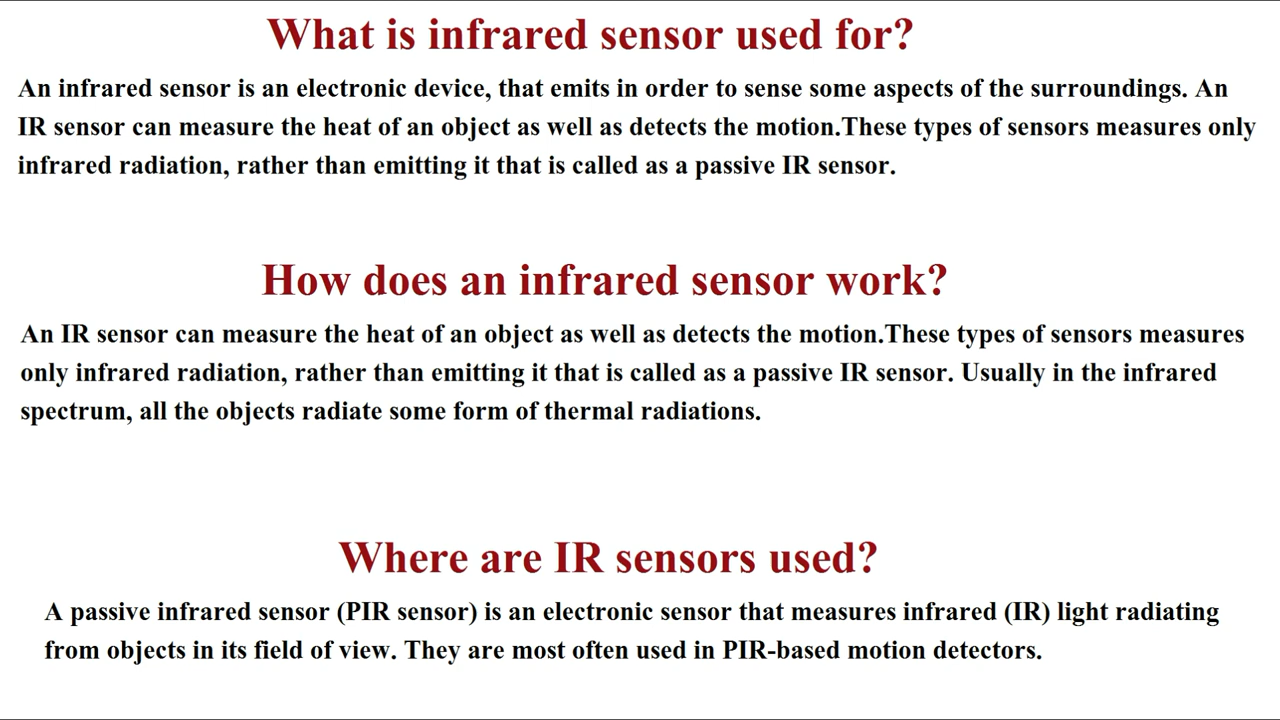 What is infrared sensor used for?
An infrared sensor is an electronic device, that emits in order to sense some aspects of the surroundings. An
IR sensor can measure the heat of an object as well as detects the motion.These types of sensors measures only
infrared radiation, rather than emitting it that is called as a passive IR sensor.
How does an infrared sensor work?
An IR sensor can measure the heat of an object as well as detects the motion.These types of sensors measures
only infrared radiation, rather than emitting it that is called as a passive IR sensor. Usually in the infrared
spectrum, all the objects radiate some form of thermal radiations.
Where are IR sensors used?
A passive infrared sensor (PIR sensor) is an electronic sensor that measures infrared (IR) light radiating
from objects in its field of view. They are most often used in PIR-based motion detectors.